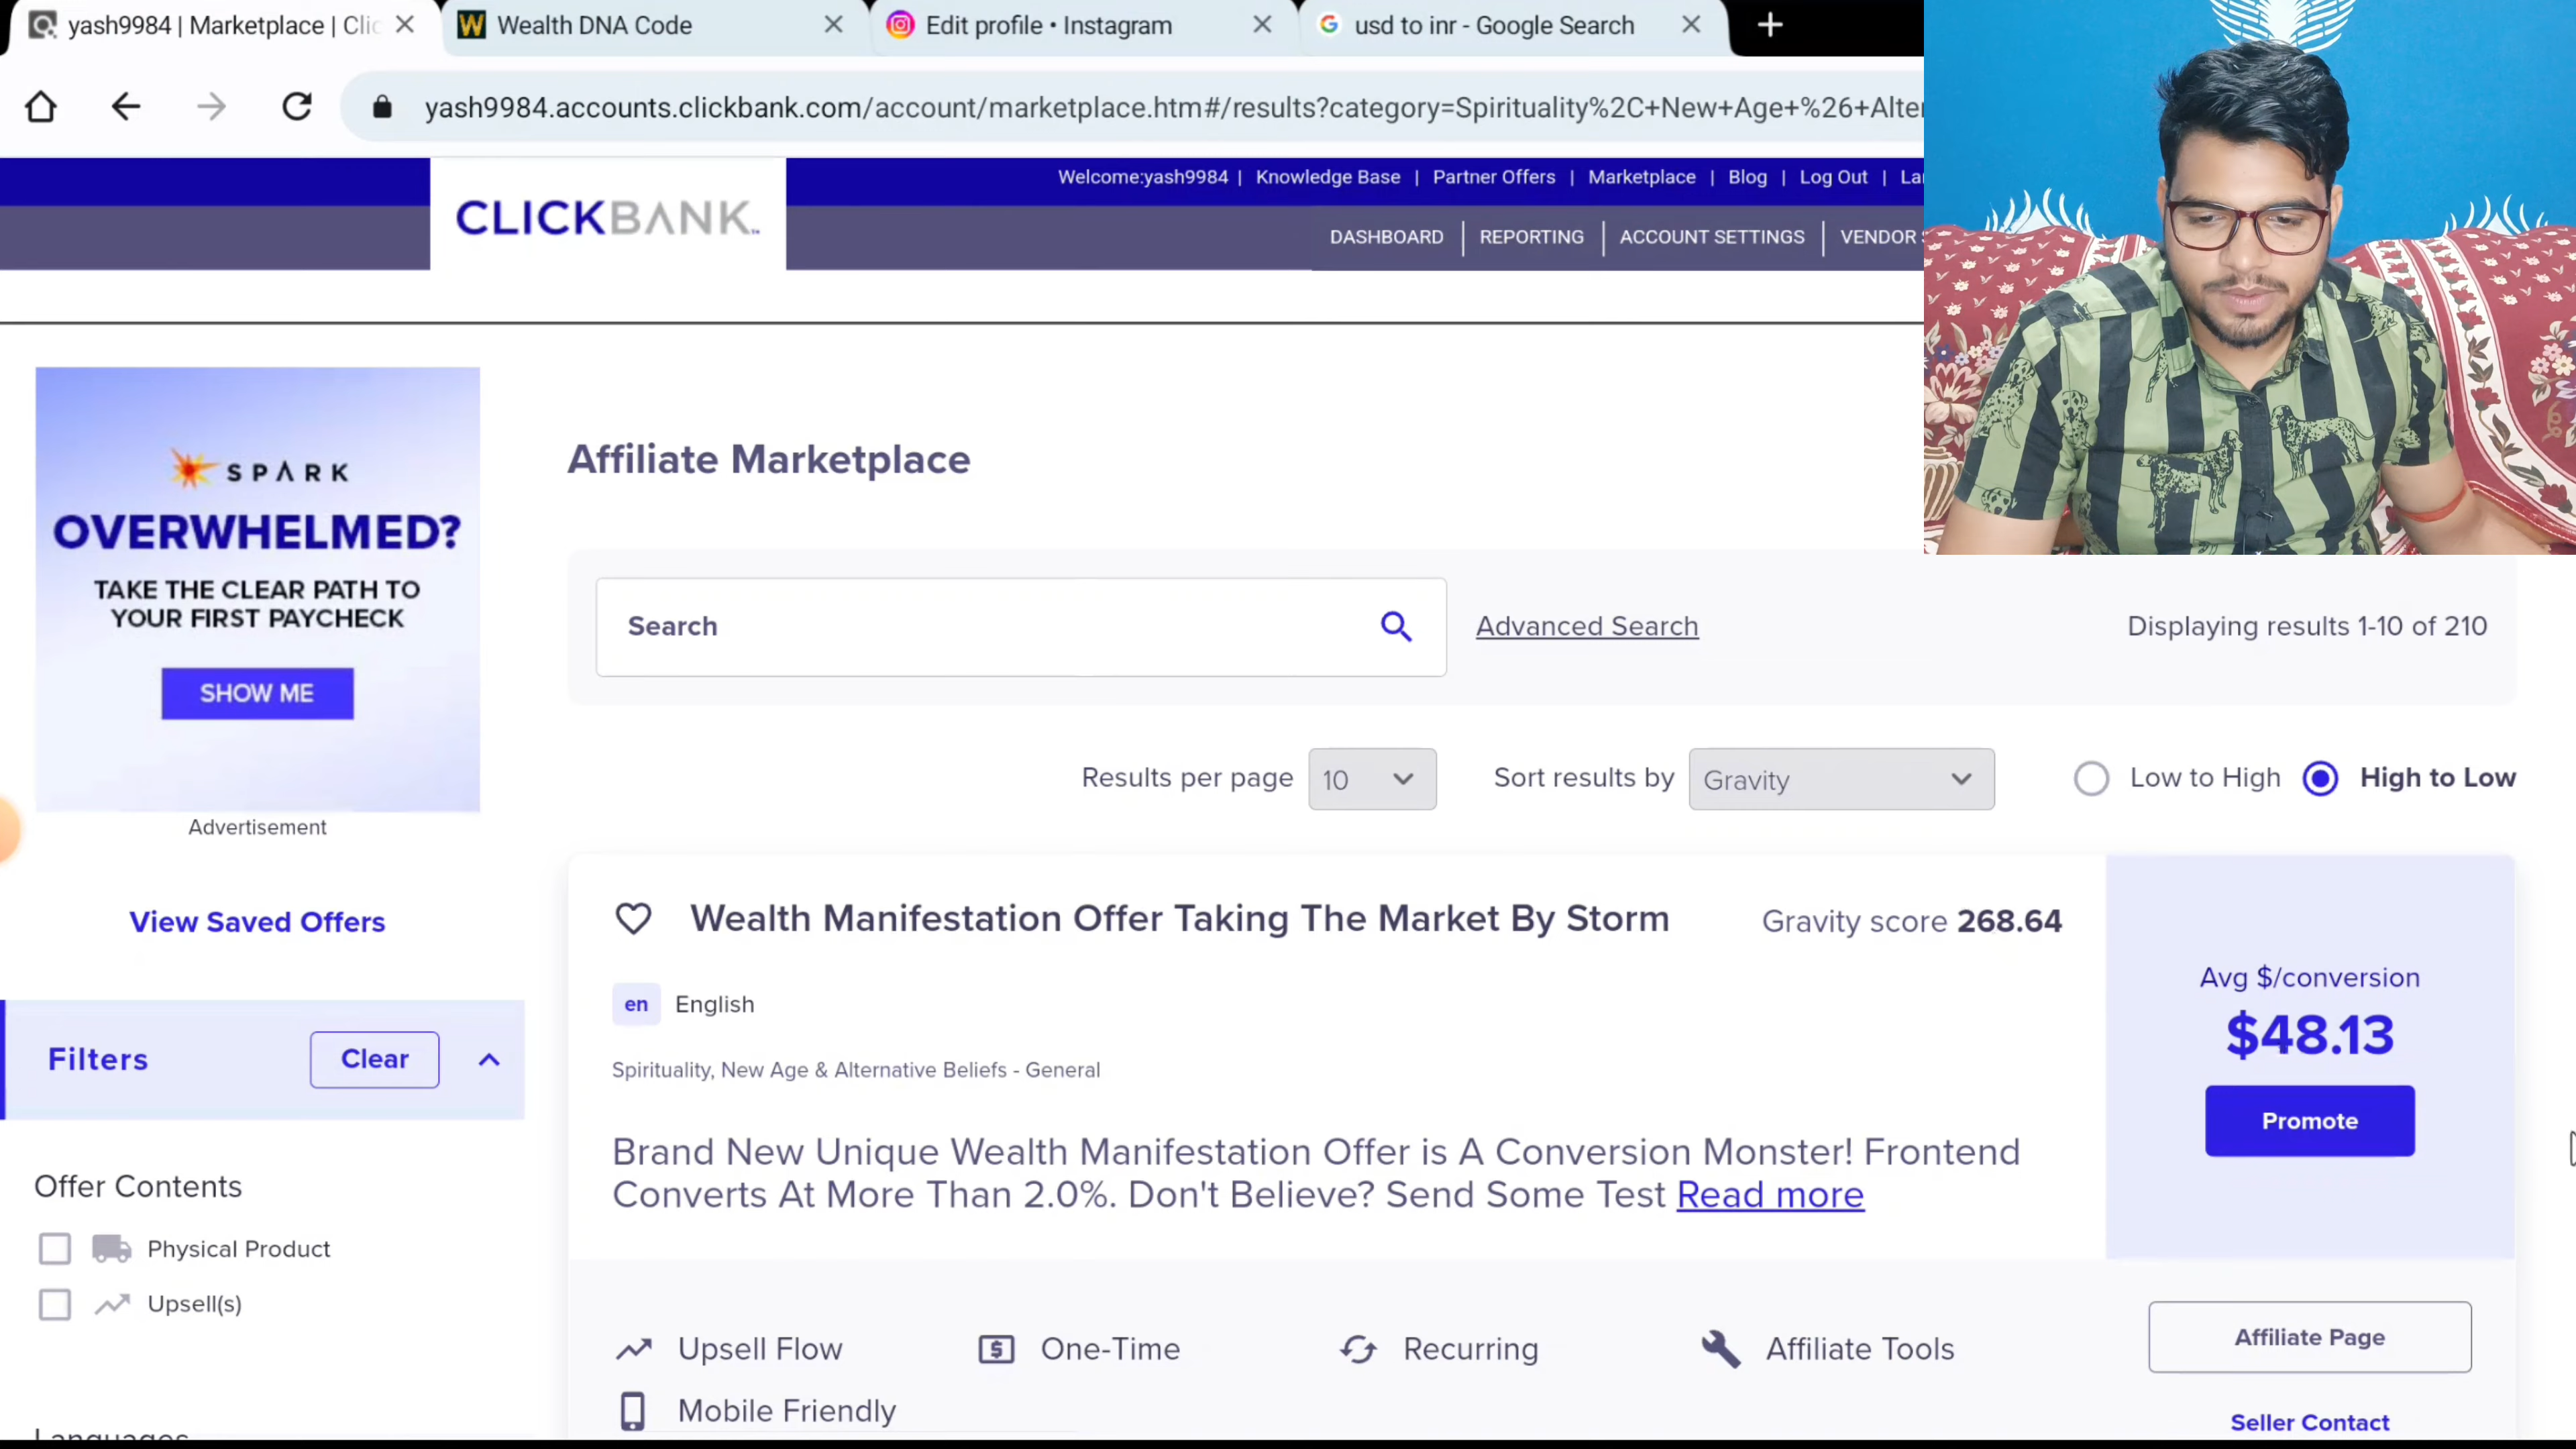 yash9984 | Marketplace | Clic
Wealth DNA Code
Edit profile • Instagram
usd to inr - Google Search
yash9984.accounts.clickbank.com/account/marketplace.htm#/results?category=Spirituality%2C+New+Age+%26+Alter
Welcome:yash9984 | Knowledge Base | Partner Offers | Marketplace | Blog | Log Out | La
CLICKBANK
DASHBOARD | REPORTING | ACCOUNT SETTINGS | VENDOR
SPARK
OVERWHELMED?
TAKE THE CLEAR PATH TO
YOUR FIRST PAYCHECK
SHOW ME
Advertisement
View Saved Offers
Filters
Clear
Offer Contents
Physical Product
Upsell(s)
Languages
Affiliate Marketplace
Search
Advanced Search
Displaying results 1-10 of 210
Results per page 10
Sort results by Gravity
Low to High
High to Low
Wealth Manifestation Offer Taking The Market By Storm
Gravity score 268.64
en English
Spirituality, New Age & Alternative Beliefs - General
Brand New Unique Wealth Manifestation Offer is A Conversion Monster! Frontend
Converts At More Than 2.0%. Don't Believe? Send Some Test Read more
Avg $/conversion
$48.13
Promote
Upsell Flow
One-Time
Recurring
Affiliate Tools
Mobile Friendly
Affiliate Page
Seller Contact